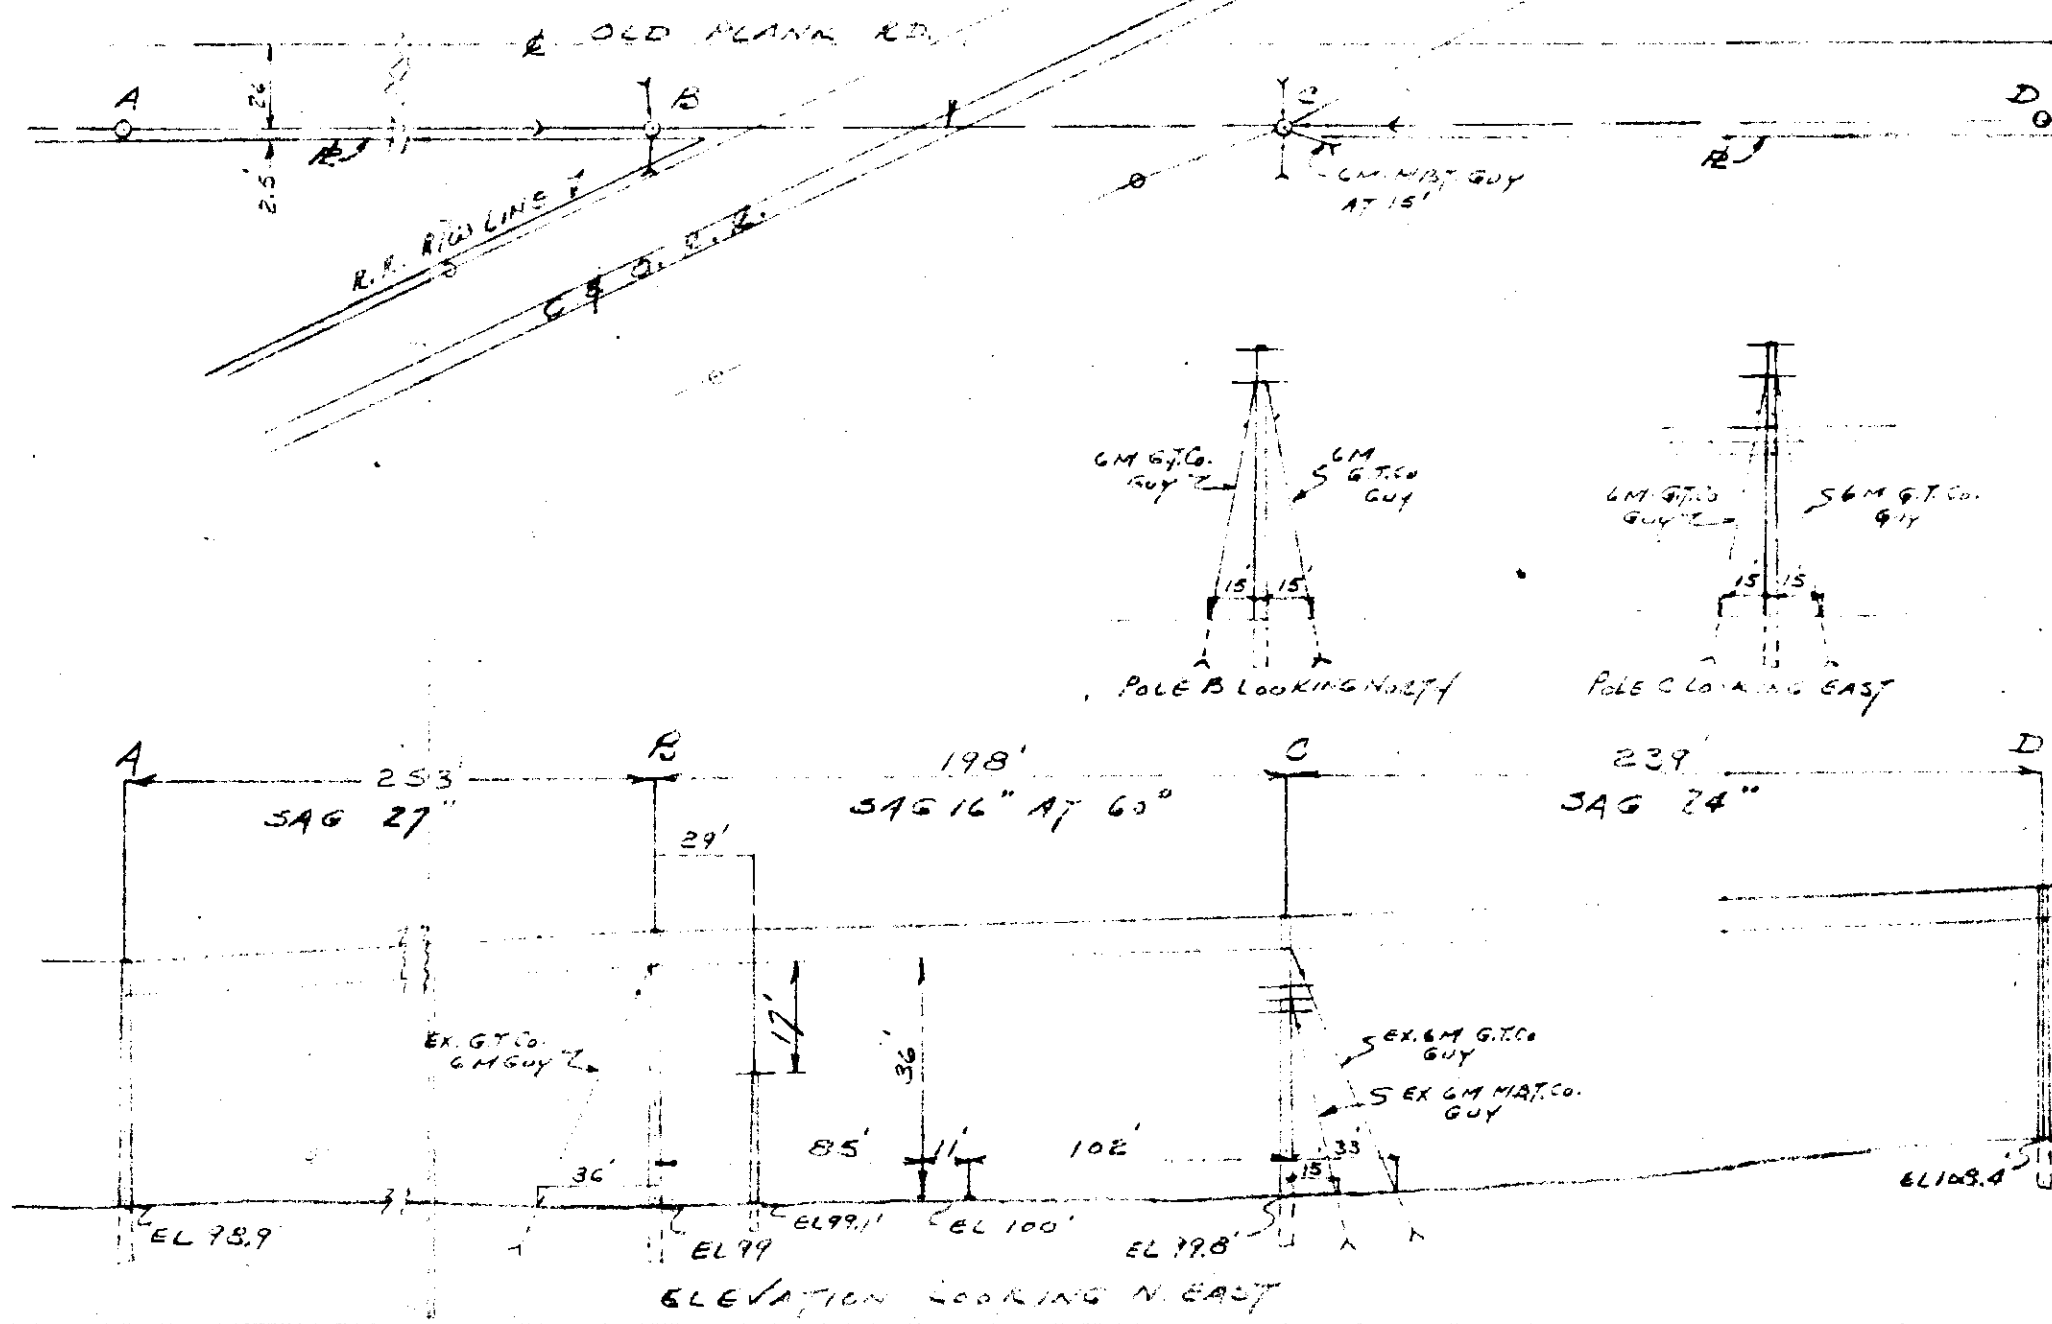 ℄ OLD PLANK RD.
A
26'
B
C
D
2.5'
PL
PL
6M MBT. GUY
AT 15'
R.R. R/W LINE
C & O. R.R.
6M G.T.Co.
GUY
6M
G.T.Co
GUY
6M G.T.Co
GUY
6M G.T.Co.
GUY
15' 15'
15' 15'
POLE B LOOKING NORTH
POLE C LOOKING EAST
A
B
C
D
253'
198'
239'
SAG 27"
SAG 16" AT 60°
SAG 24"
29'
17'
36'
EX. G.T.Co.
6M GUY
EX. 6M G.T.Co
GUY
EX 6M MBT.Co.
GUY
36'
85' 11' 102'
33'
15'
EL 98.9
EL 99
EL 99.1'
EL 100'
EL 99.8'
ELEVATION LOOKING N. EAST